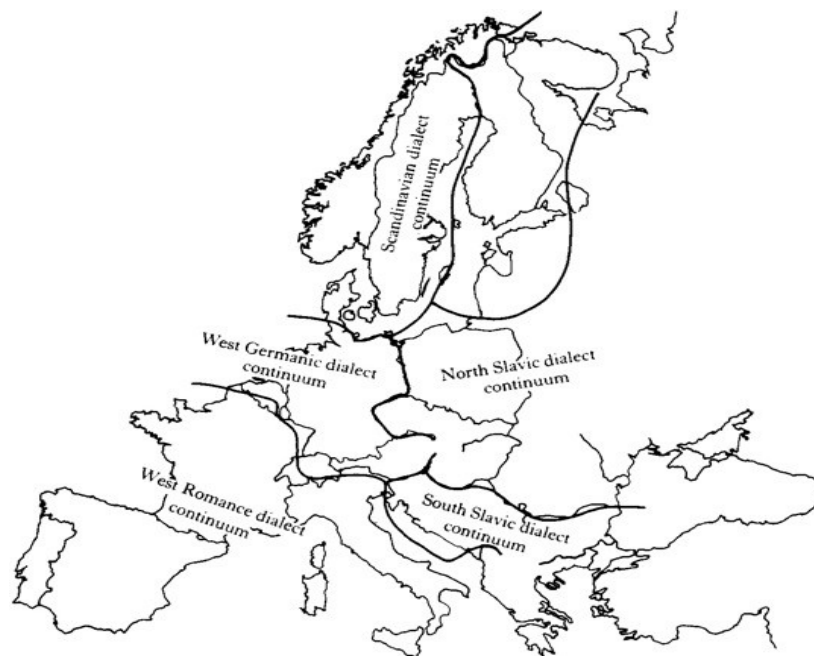 Scandinavian dialect
continuum
West Germanic dialect
continuum
North Slavic dialect
continuum
West Romance dialect
continuum
South Slavic dialect
continuum